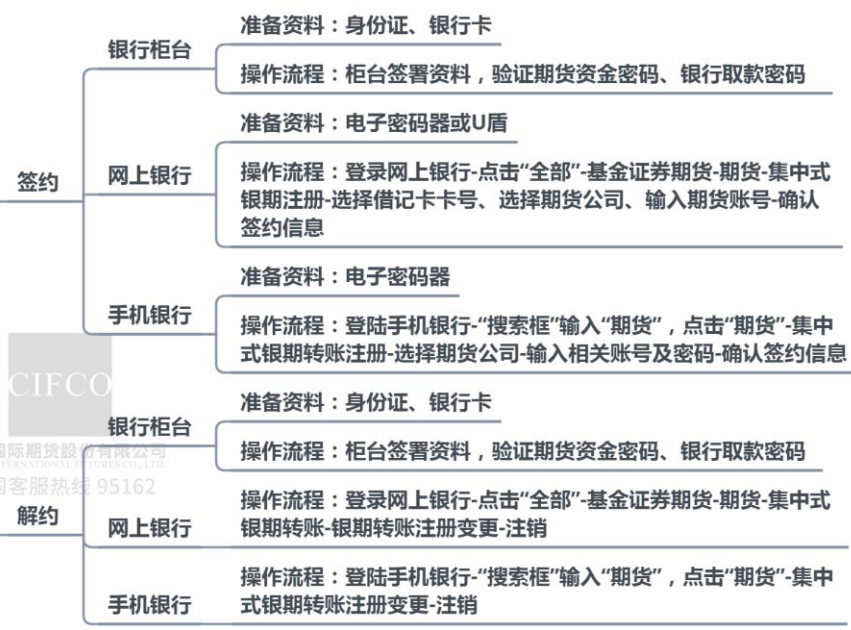 准备资料：身份证、银行卡
银行柜台
操作流程：柜台签署资料，验证期货资金密码、银行取款密码
准备资料：电子密码器或U盾
签约
网上银行
操作流程：登录网上银行-点击“全部”-基金证券期货-期货-集中式
银期注册-选择借记卡卡号、选择期货公司、输入期货账号-确认
签约信息
准备资料：电子密码器
手机银行
操作流程：登陆手机银行-“搜索框”输入“期货”，点击“期货”-集中
式银期转账注册-选择期货公司-输入相关账号及密码-确认签约信息
CIFCO
准备资料：身份证、银行卡
银行柜台
操作流程：柜台签署资料，验证期货资金密码、银行取款密码
国际期货股份有限公司
INTERNATIONAL FUTURES CO., LTD.
国客服热线 95162
解约
操作流程：登录网上银行-点击“全部”-基金证券期货-期货-集中式
网上银行
银期转账-银期转账注册变更-注销
操作流程：登陆手机银行-“搜索框”输入“期货”，点击“期货”-集中
手机银行
式银期转账注册变更-注销